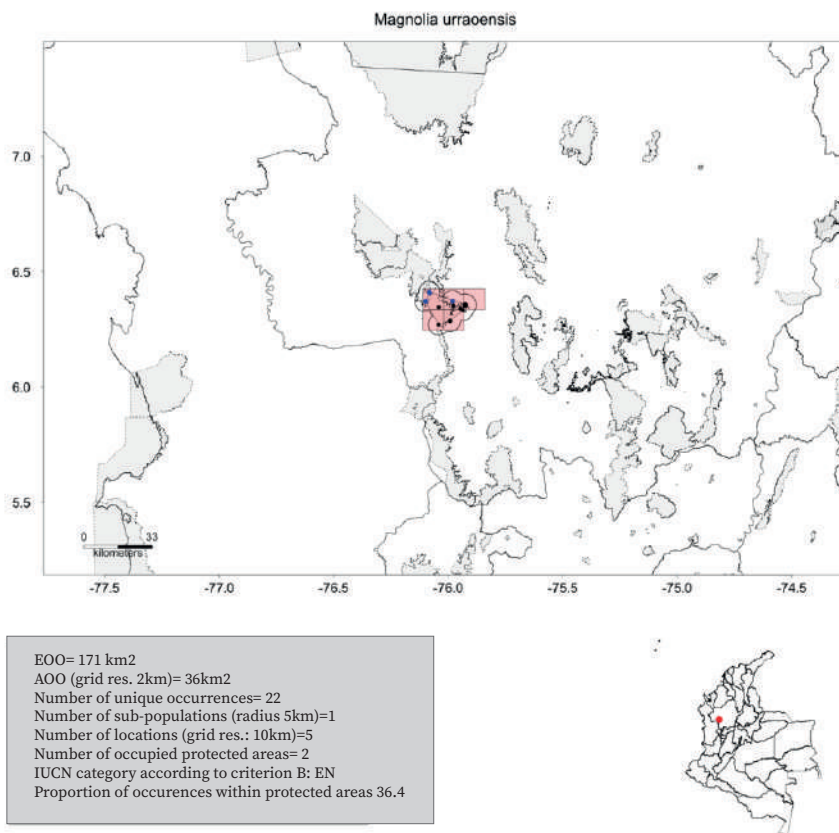 Magnolia urraoensis
7.0
6.5
6.0
5.5
0 33
kilometers
-77.5 -77.0 -76.5 -76.0 -75.5 -75.0 -74.5
EOO= 171 km2
AOO (grid res. 2km)= 36km2
Number of unique occurrences= 22
Number of sub-populations (radius 5km)=1
Number of locations (grid res.: 10km)=5
Number of occupied protected areas= 2
IUCN category according to criterion B: EN
Proportion of occurences within protected areas 36.4